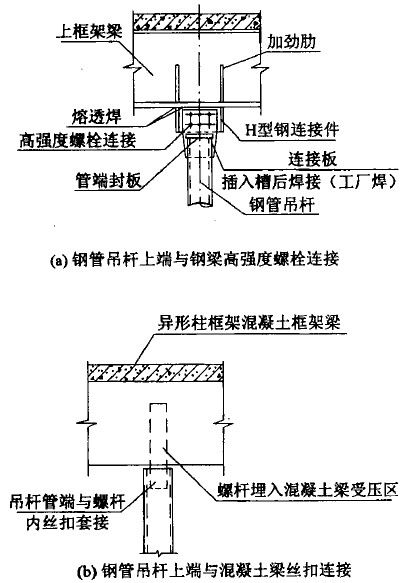 上框架梁
加劲肋
熔透焊
高强度螺栓连接
H型钢连接件
连接板
管端封板
插入槽后焊接（工厂焊）
钢管吊杆
(a) 钢管吊杆上端与钢梁高强度螺栓连接
异形柱框架混凝土框架梁
吊杆管端与螺杆
内丝扣套接
螺杆埋入混凝土梁受压区
(b) 钢管吊杆上端与混凝土梁丝扣连接